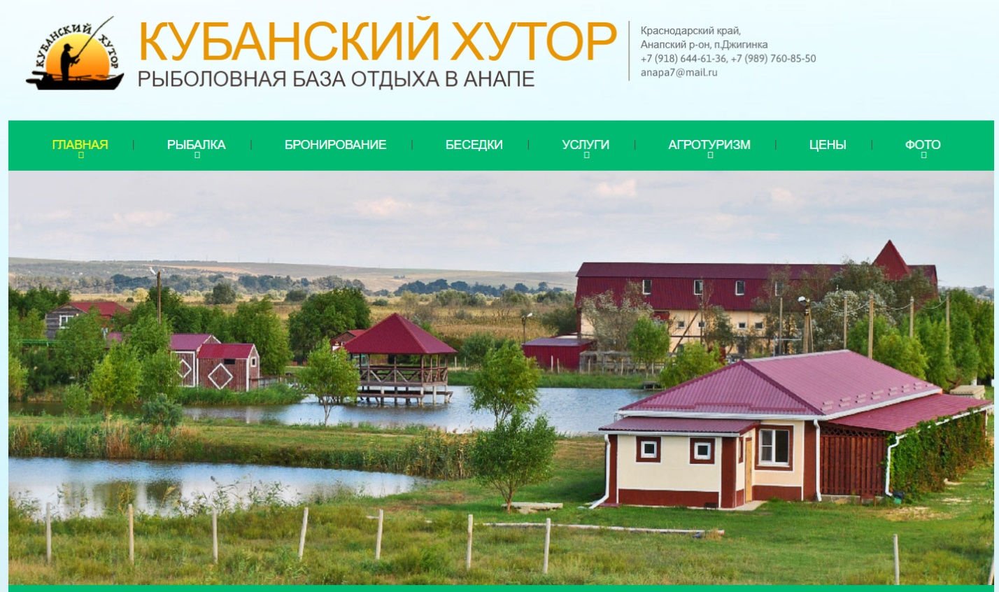 КУБАНСКИЙ ХУТОР
КУБАНСКИЙ ХУТОР
РЫБОЛОВНАЯ БАЗА ОТДЫХА В АНАПЕ
Краснодарский край,
Анапский р-он, п.Джигинка
+7 (918) 644-61-36, +7 (989) 760-85-50
anapa7@mail.ru
ГЛАВНАЯ | РЫБАЛКА | БРОНИРОВАНИЕ | БЕСЕДКИ | УСЛУГИ | АГРОТУРИЗМ | ЦЕНЫ | ФОТО